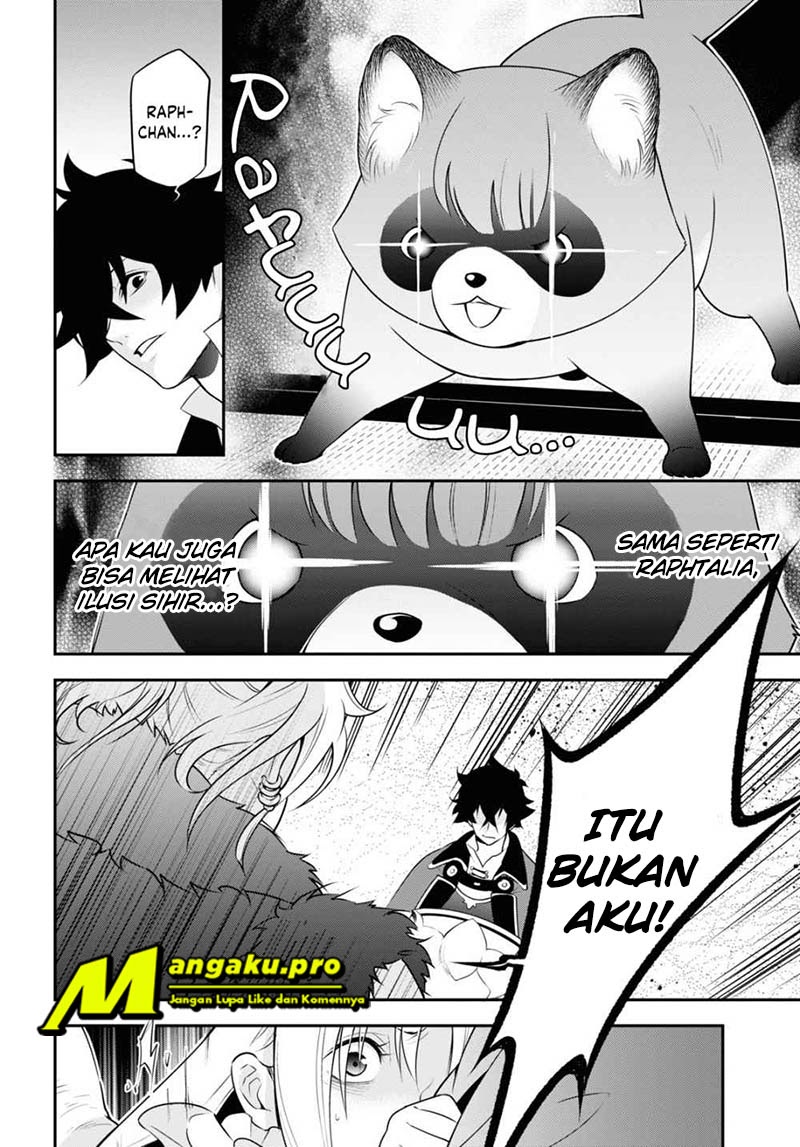 Rafuuuu
uu...
RAPH-
CHAN...?
SAMA SEPERTI
RAPHTALIA,
APA KAU JUGA
BISA MELIHAT
ILUSI SIHIR...?
ITU
BUKAN
AKU!
Mangaku.pro
Jangan Lupa Like dan Komennya